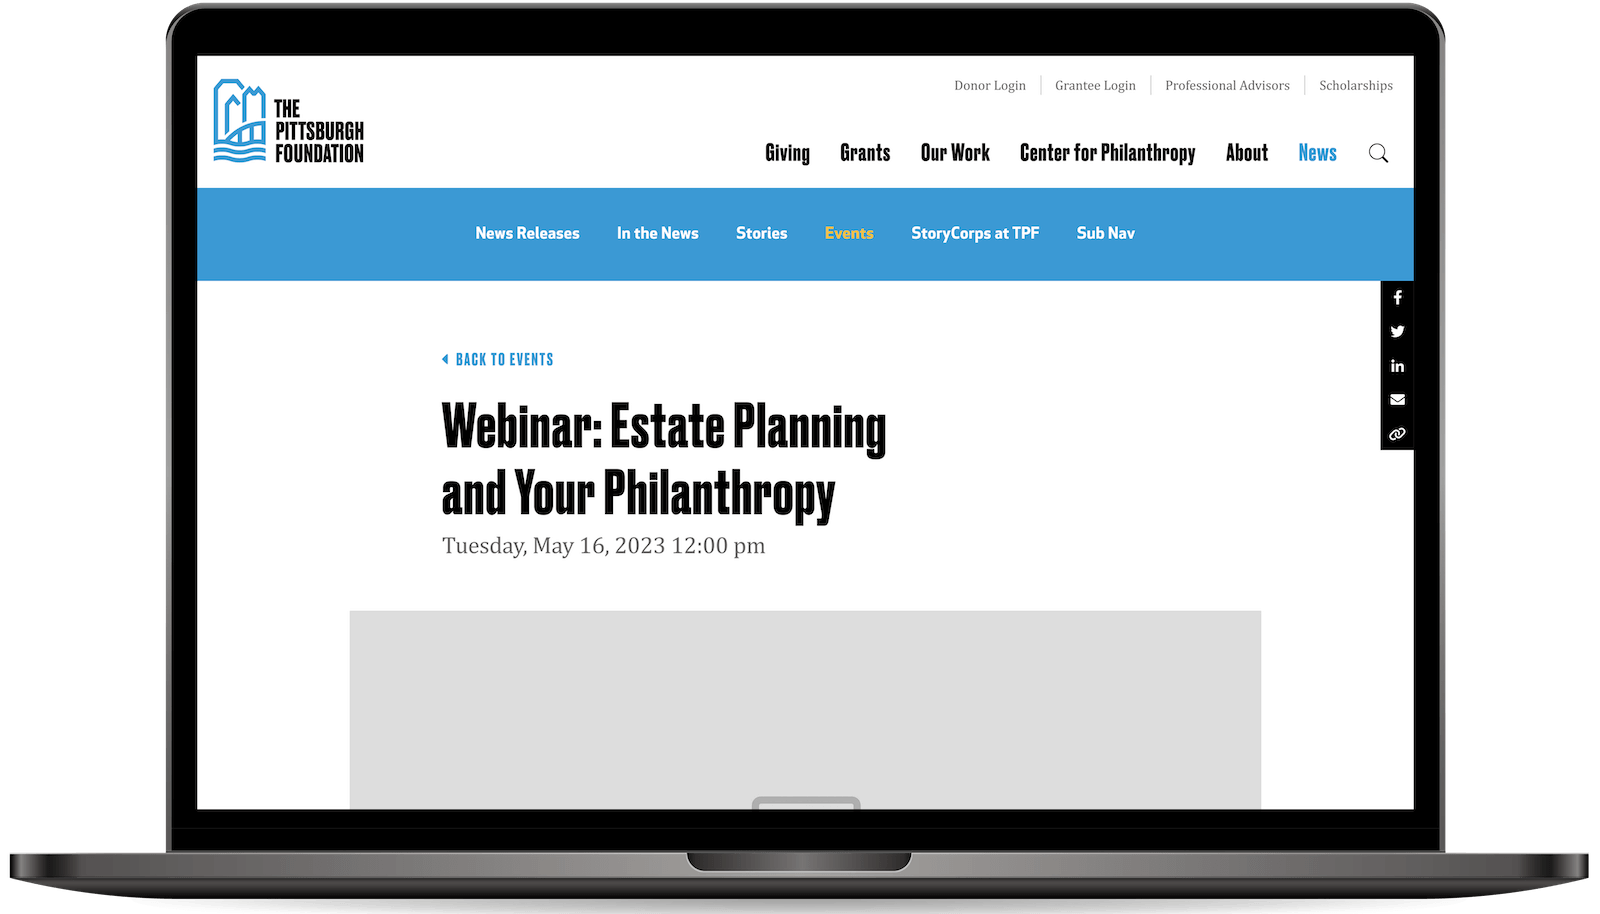 THE
PITTSBURGH
FOUNDATION
Donor Login
Grantee Login
Professional Advisors
Scholarships
Giving
Grants
Our Work
Center for Philanthropy
About
News
News Releases
In the News
Stories
Events
StoryCorps at TPF
Sub Nav
BACK TO EVENTS
Webinar: Estate Planning
and Your Philanthropy
Tuesday, May 16, 2023 12:00 pm